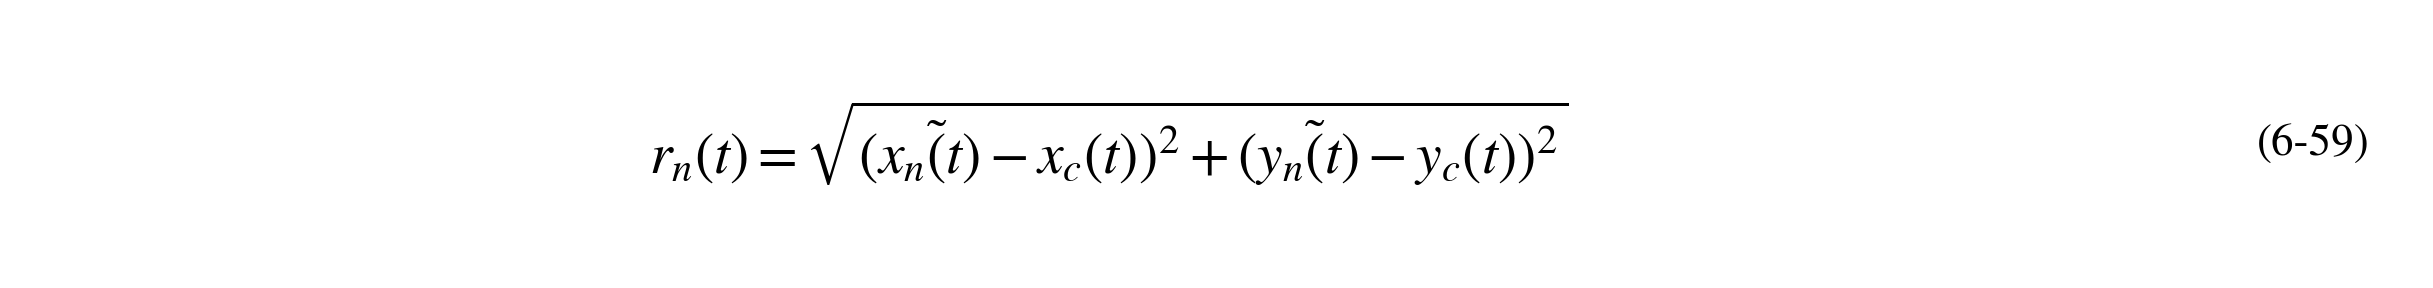 $r_n(t) = \sqrt{(\tilde{x_n(t)} - x_c(t))^2 + (\tilde{y_n(t)} - y_c(t))^2}$ (6-59)